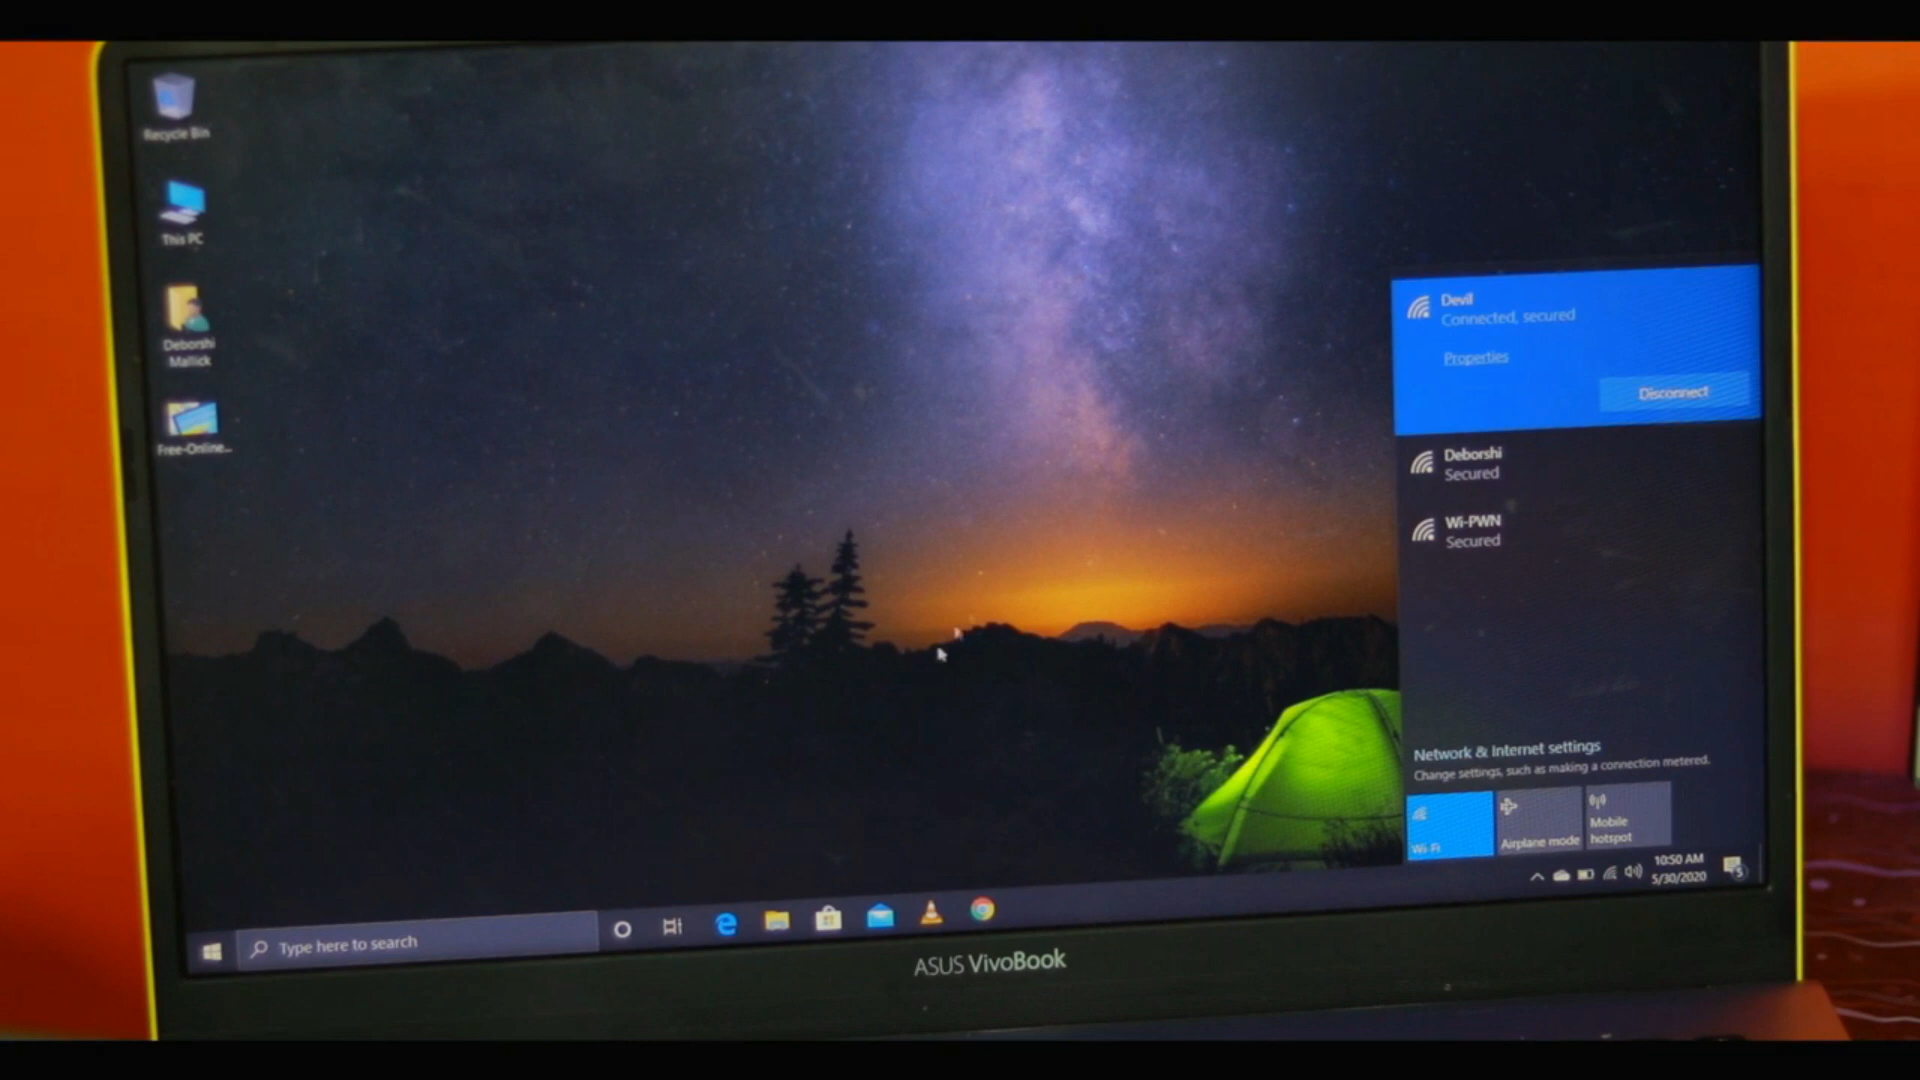 Recycle Bin
This PC
Deborshi
Mallick
Free-Online...
Devil
Connected, secured
Properties
Disconnect
Deborshi
Secured
Wi-PWN
Secured
Network & Internet settings
Change settings, such as making a connection metered.
Wi-Fi
Airplane mode
Mobile
hotspot
10:50 AM
5/30/2020
5
Type here to search
ASUS VivoBook